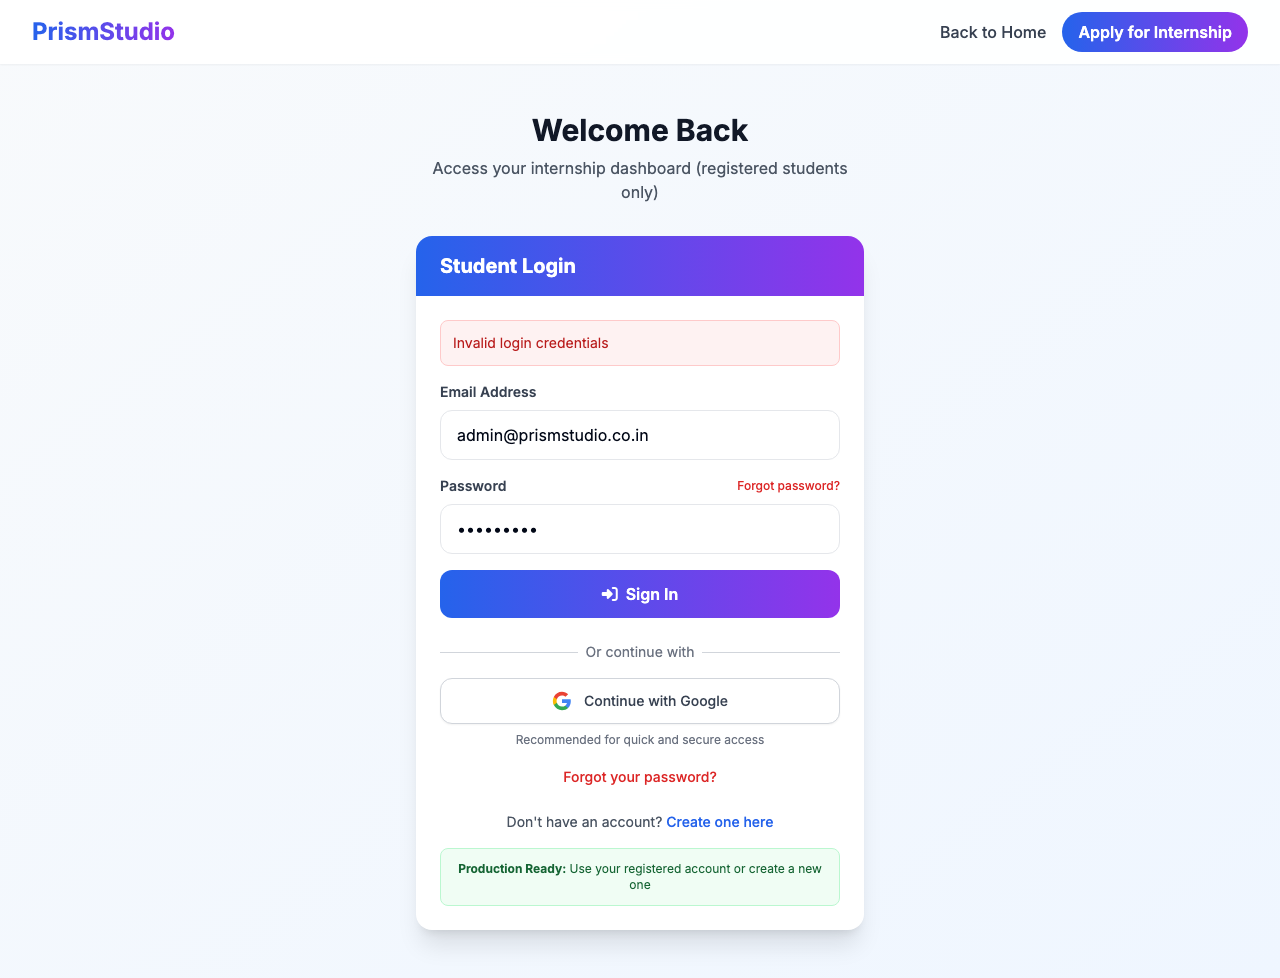 PrismStudio
Back to Home
Apply for Internship
Welcome Back
Access your internship dashboard (registered students
only)
Student Login
Invalid login credentials
Email Address
admin@prismstudio.co.in
Password
Forgot password?
•••••••••
Sign In
Or continue with
Continue with Google
Recommended for quick and secure access
Forgot your password?
Don't have an account? Create one here
Production Ready: Use your registered account or create a new
one